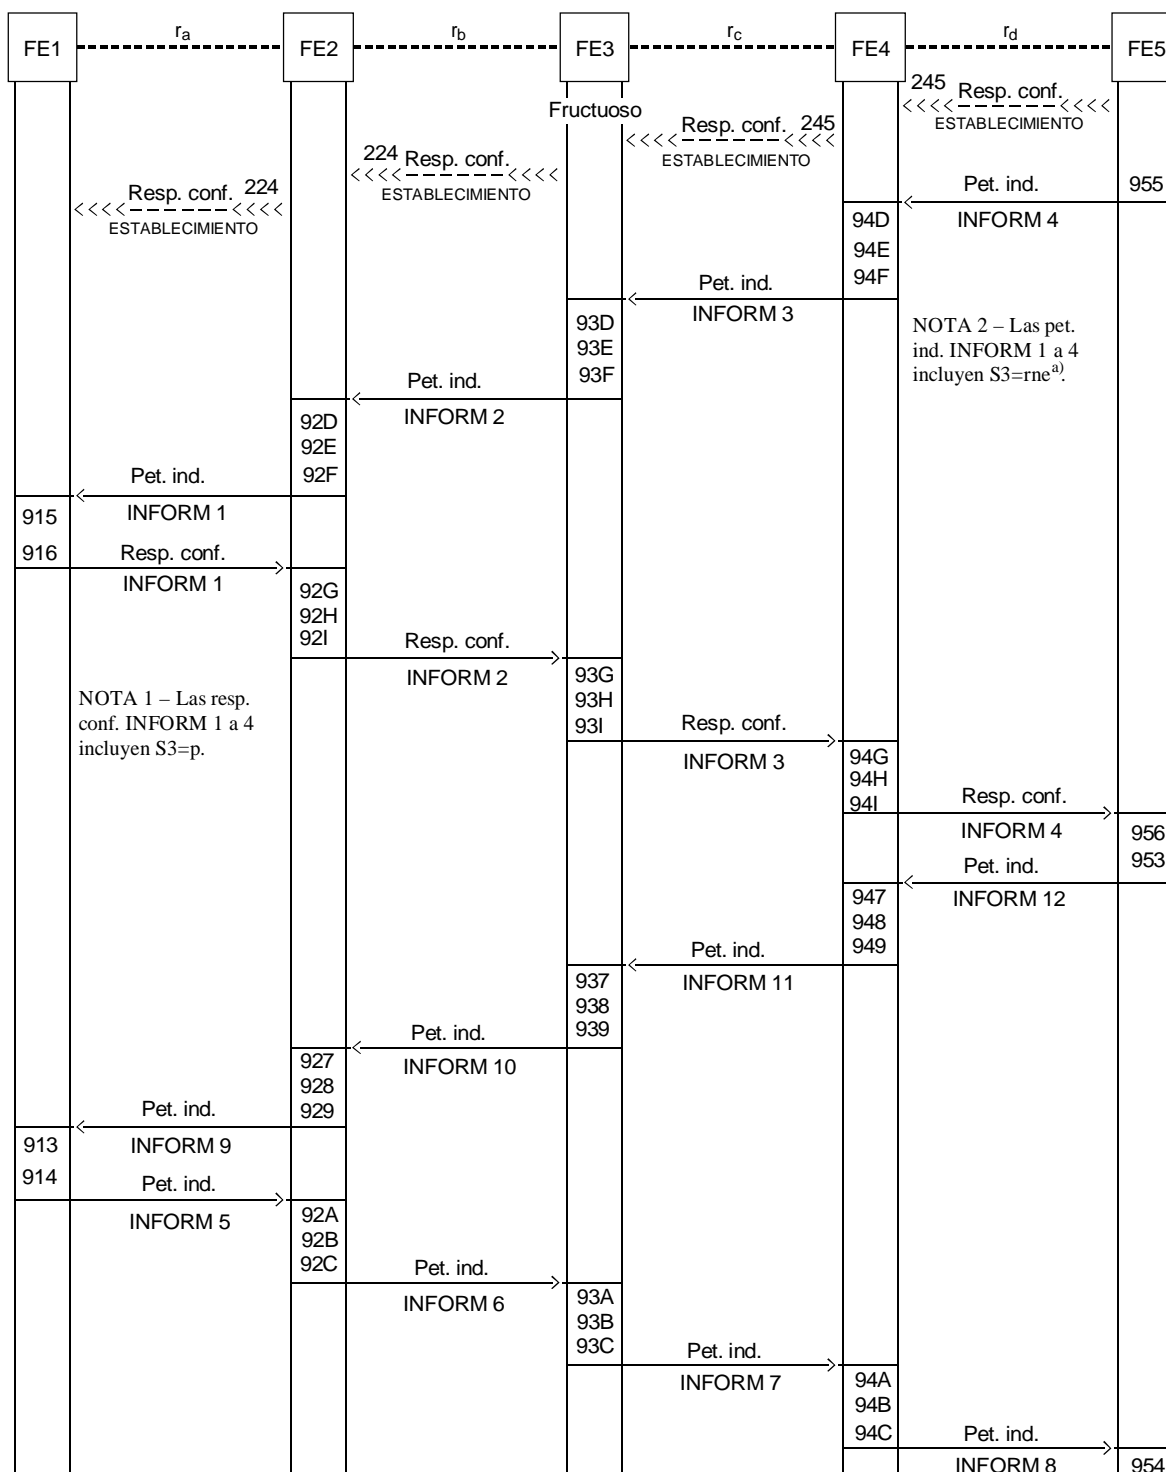 r_a r_b r_c r_d
FE1 FE2 FE3 FE4 FE5
245 Resp. conf.
ESTABLECIMIENTO
Fructuoso
Resp. conf. 245
ESTABLECIMIENTO
224 Resp. conf.
ESTABLECIMIENTO
Resp. conf. 224
ESTABLECIMIENTO
Pet. ind. 955
INFORM 4
94D
94E
94F
Pet. ind.
INFORM 3
NOTA 2 – Las pet.
ind. INFORM 1 a 4
incluyen S3=rne^a).
93D
93E
93F
Pet. ind.
INFORM 2
92D
92E
92F
Pet. ind.
INFORM 1
915
916 Resp. conf.
INFORM 1
92G
92H
92I
Resp. conf.
INFORM 2
NOTA 1 – Las resp.
conf. INFORM 1 a 4
incluyen S3=p.
93G
93H
93I
Resp. conf.
INFORM 3
94G
94H
94I
Resp. conf.
INFORM 4
956
953
Pet. ind.
INFORM 12
947
948
949
Pet. ind.
INFORM 11
937
938
939
Pet. ind.
INFORM 10
927
928
929
Pet. ind.
INFORM 9
913
914
Pet. ind.
INFORM 5
92A
92B
92C
Pet. ind.
INFORM 6
93A
93B
93C
Pet. ind.
INFORM 7
94A
94B
94C
Pet. ind.
INFORM 8
954